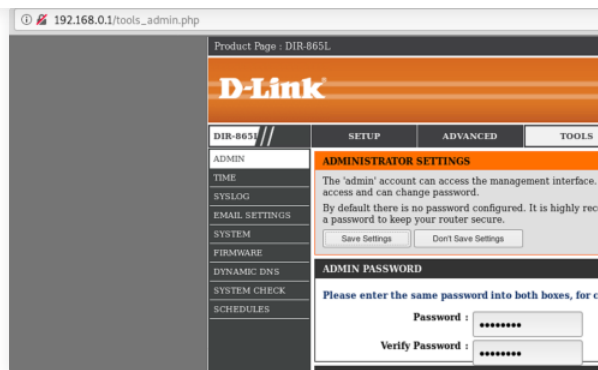 192.168.0.1/tools_admin.php
Product Page : DIR-865L
D-Link
DIR-865L SETUP ADVANCED TOOLS
ADMIN
TIME
SYSLOG
EMAIL SETTINGS
SYSTEM
FIRMWARE
DYNAMIC DNS
SYSTEM CHECK
SCHEDULES
ADMINISTRATOR SETTINGS
The 'admin' account can access the management interface.
access and can change password.
By default there is no password configured. It is highly rec
a password to keep your router secure.
Save Settings Don't Save Settings
ADMIN PASSWORD
Please enter the same password into both boxes, for c
Password :
Verify Password :